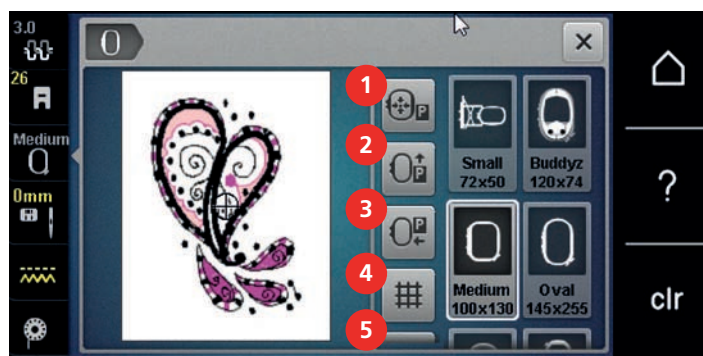 3.0
26
Medium
0mm
1
P
2
P
3
P
4
5
Small
72x50
Buddyz
120x74
Medium
100x130
Oval
145x255
?
clr